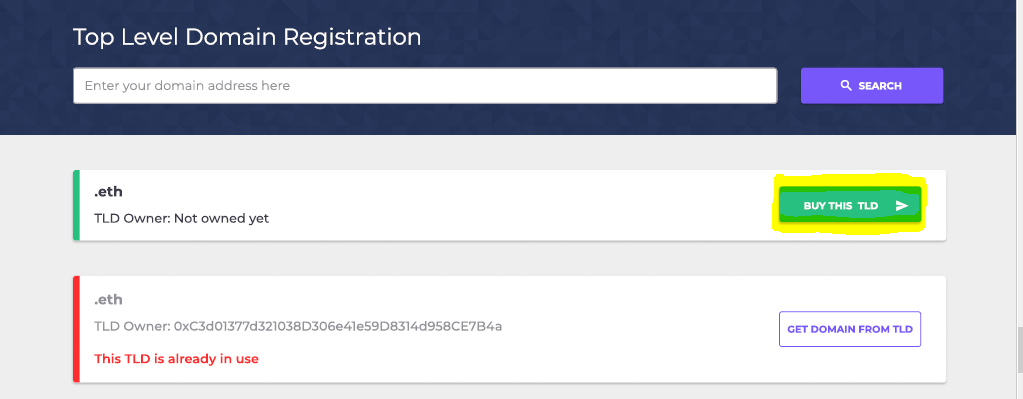 Top Level Domain Registration
Enter your domain address here
SEARCH
.eth
TLD Owner: Not owned yet
BUY THIS TLD
.eth
TLD Owner: 0xC3d01377d321038D306e41e59D8314d958CE7B4a
This TLD is already in use
GET DOMAIN FROM TLD